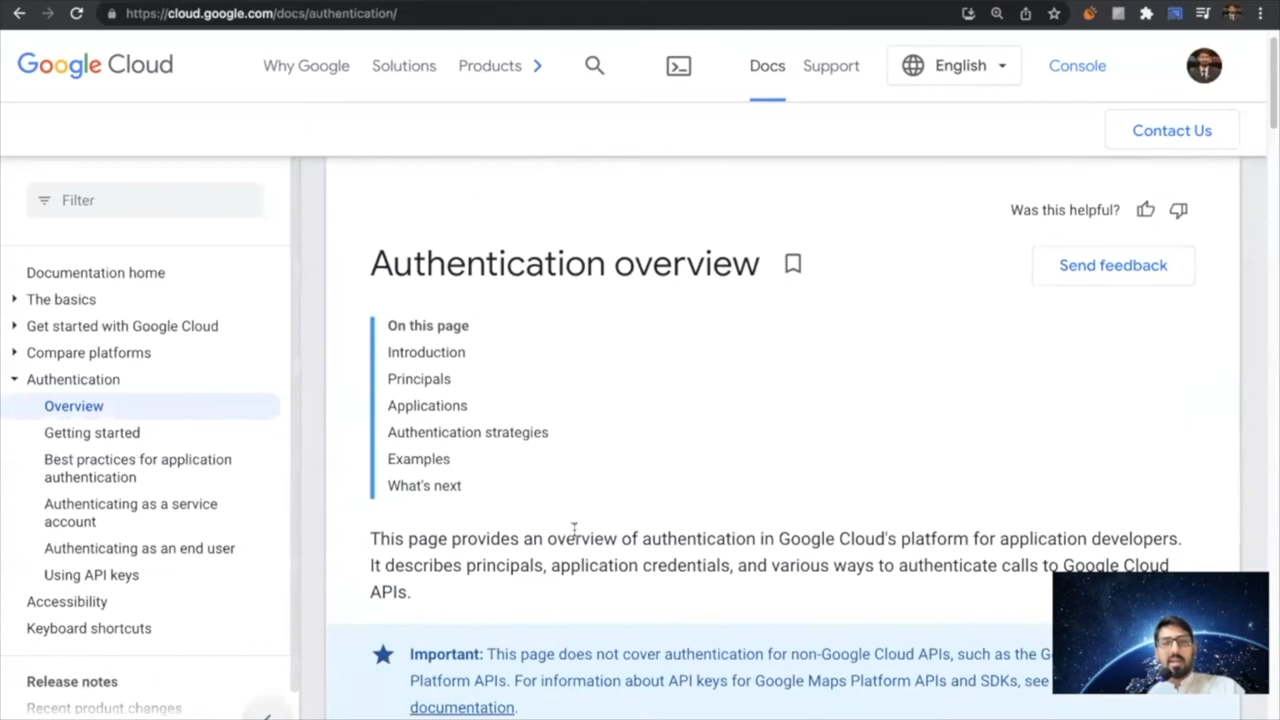 https://cloud.google.com/docs/authentication/
Google Cloud
Why Google
Solutions
Products
Docs
Support
English
Console
Contact Us
Filter
Documentation home
The basics
Get started with Google Cloud
Compare platforms
Authentication
Overview
Getting started
Best practices for application
authentication
Authenticating as a service
account
Authenticating as an end user
Using API keys
Accessibility
Keyboard shortcuts
Release notes
Recent product changes
Was this helpful?
Authentication overview
Send feedback
On this page
Introduction
Principals
Applications
Authentication strategies
Examples
What's next
This page provides an overview of authentication in Google Cloud's platform for application developers.
It describes principals, application credentials, and various ways to authenticate calls to Google Cloud
APIs.
Important: This page does not cover authentication for non-Google Cloud APIs, such as the
Platform APIs. For information about API keys for Google Maps Platform APIs and SDKs, see
documentation.